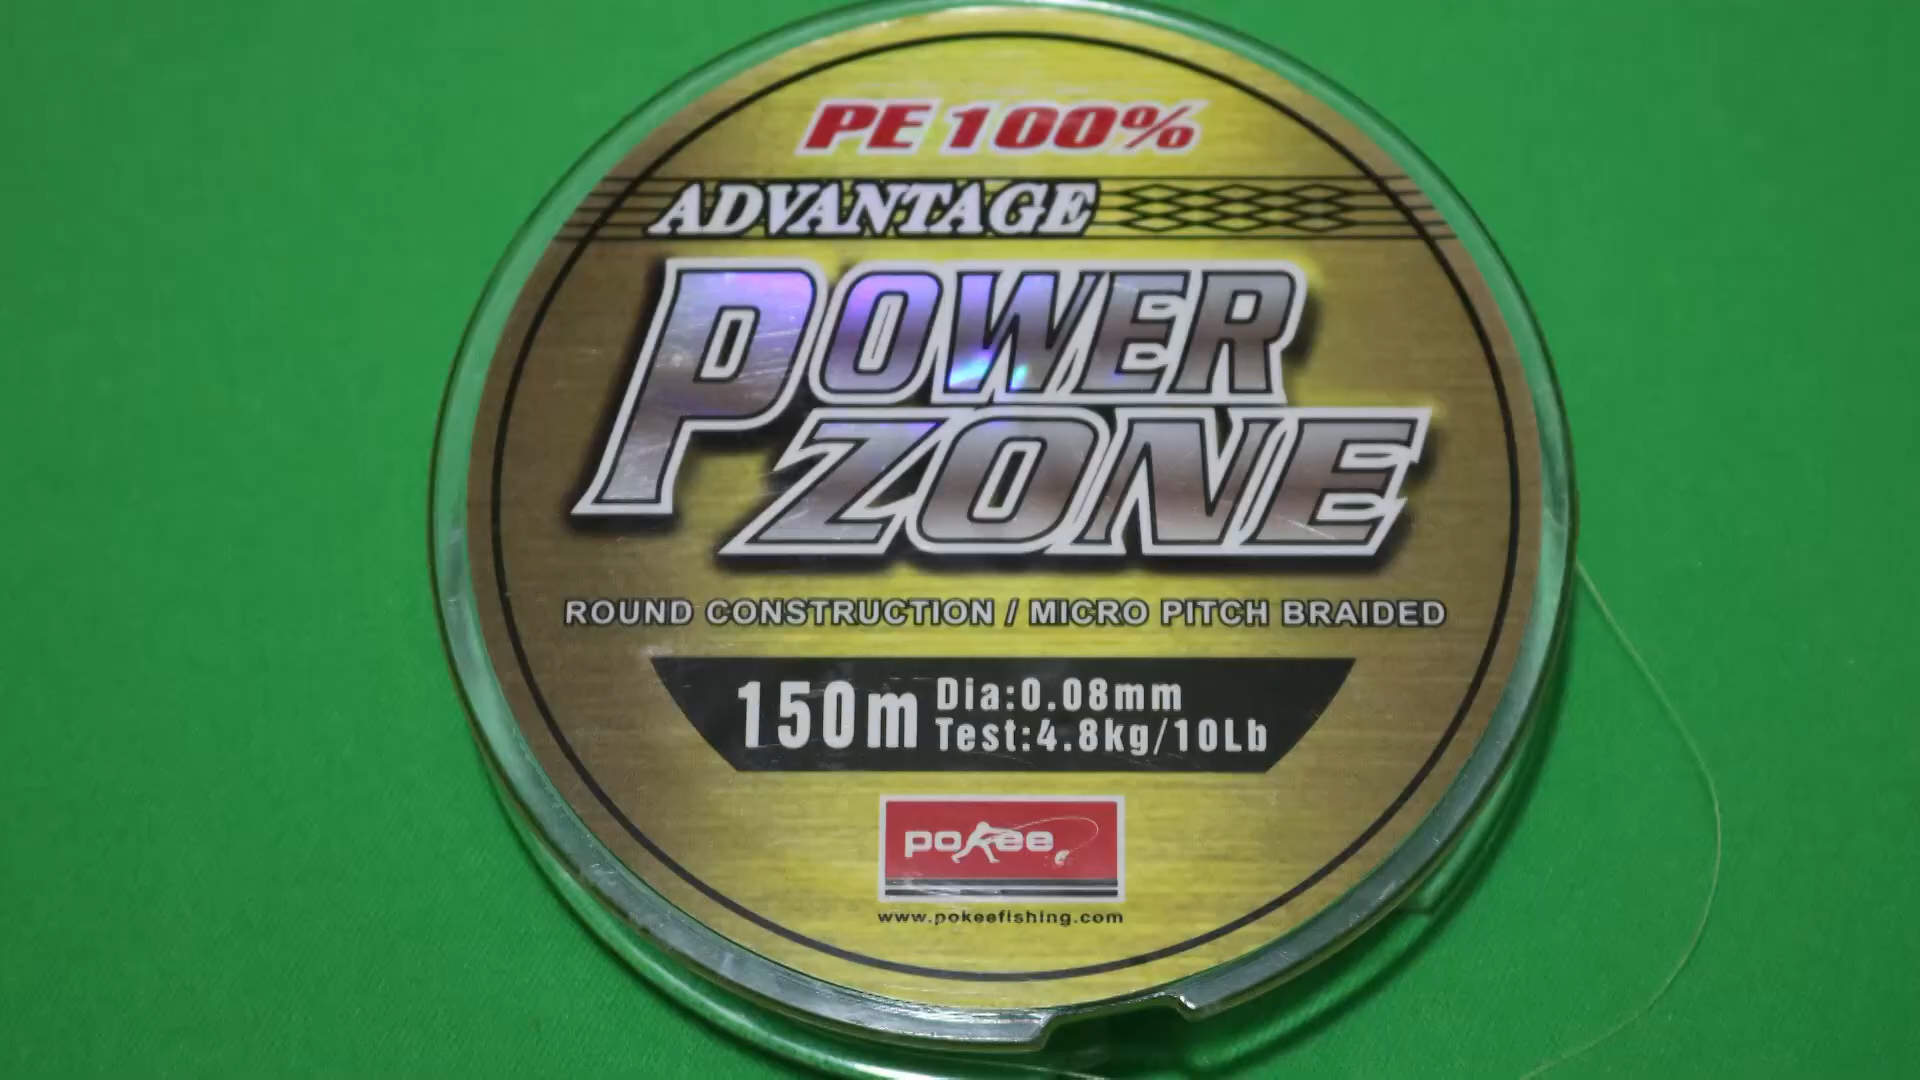 PE 100%
ADVANTAGE
POWER
ZONE
ROUND CONSTRUCTION / MICRO PITCH BRAIDED
150m
Dia:0.08mm
Test:4.8kg/10Lb
pokee
www.pokeefishing.com